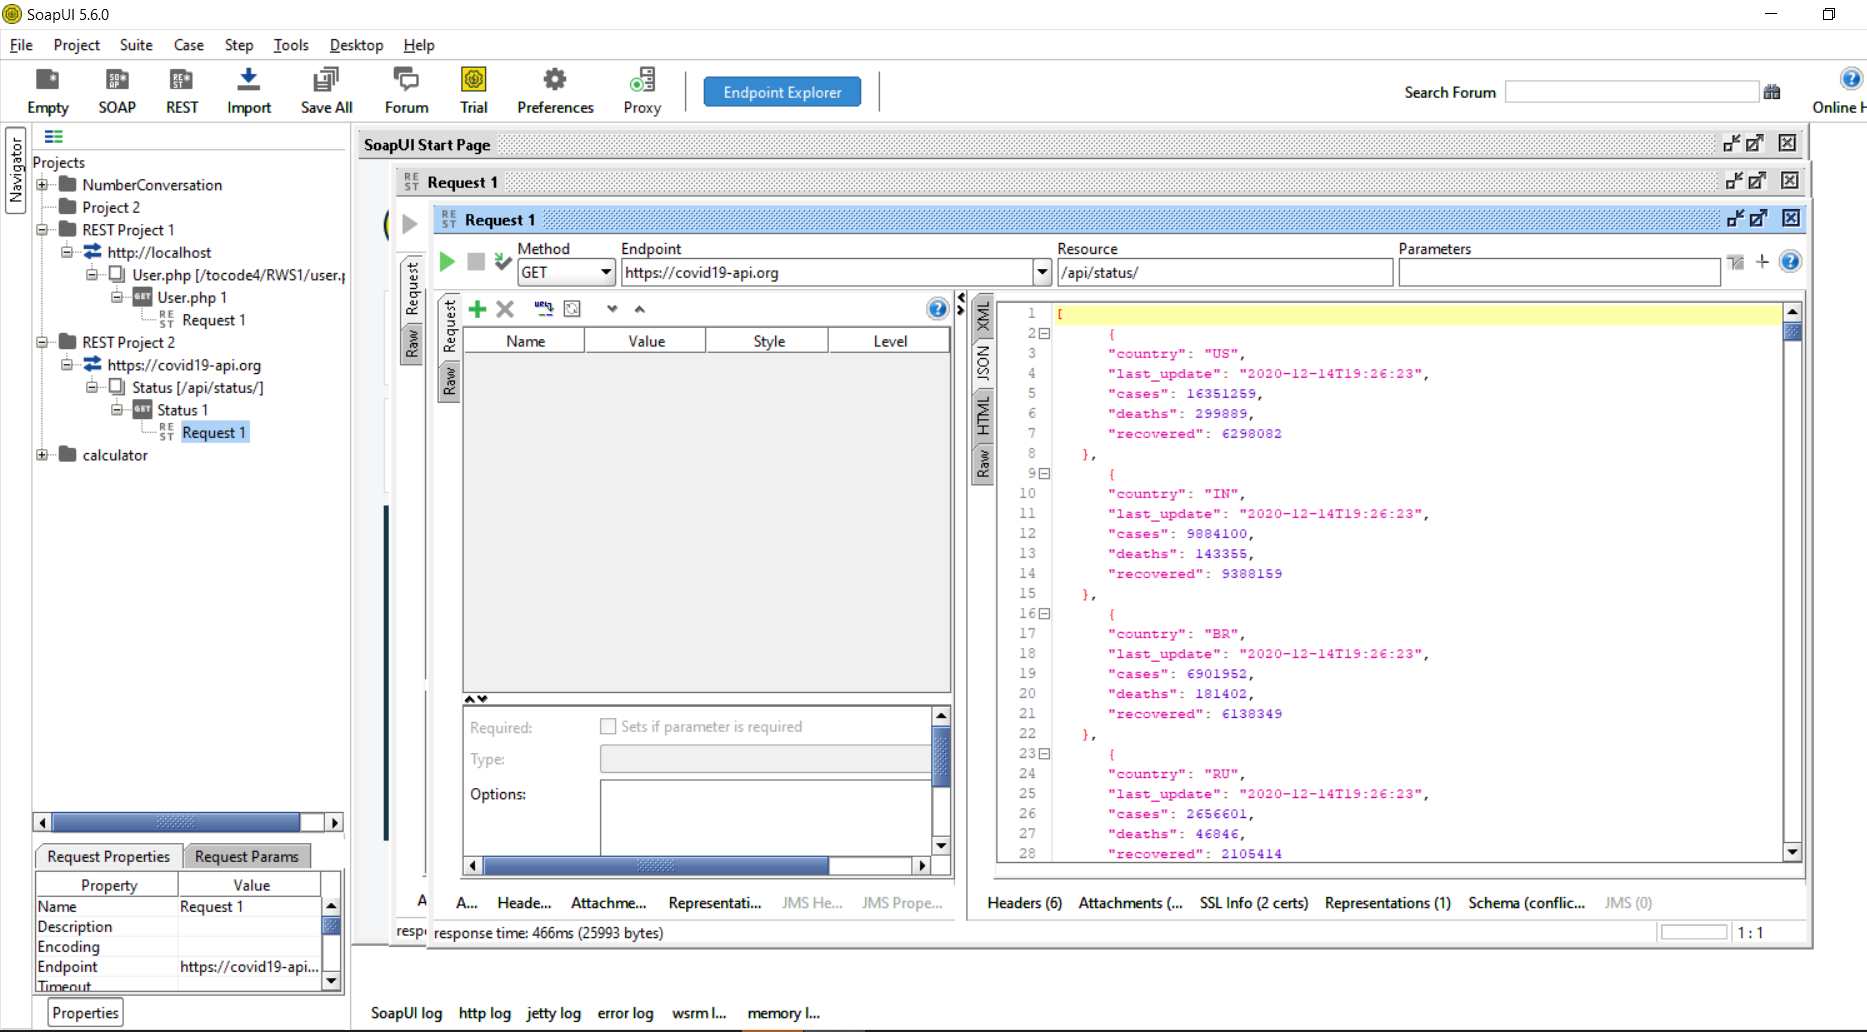 SoapUI 5.6.0
File Project Suite Case Step Tools Desktop Help
Empty SOAP REST Import Save All Forum Trial Preferences Proxy Endpoint Explorer Search Forum Online H
Navigator
Projects
NumberConversation
Project 2
REST Project 1
http://localhost
User.php [/tocode4/RWS1/user.p
User.php 1
Request 1
REST Project 2
https://covid19-api.org
Status [/api/status/]
Status 1
Request 1
calculator
Request Properties Request Params
Property Value
Name Request 1
Description
Encoding
Endpoint https://covid19-api...
Timeout
Properties
SoapUI Start Page
REST Request 1
Request
Raw
REST Request 1
Method Endpoint Resource Parameters
GET https://covid19-api.org /api/status/
Request
Raw
Name Value Style Level
Required: Sets if parameter is required
Type:
Options:
A... Heade... Attachme... Representati... JMS He... JMS Prope...
XML
JSON
HTML
Raw
1 [
2 {
3 "country": "US",
4 "last_update": "2020-12-14T19:26:23",
5 "cases": 16351259,
6 "deaths": 299889,
7 "recovered": 6298082
8 },
9 {
10 "country": "IN",
11 "last_update": "2020-12-14T19:26:23",
12 "cases": 9884100,
13 "deaths": 143355,
14 "recovered": 9388159
15 },
16 {
17 "country": "BR",
18 "last_update": "2020-12-14T19:26:23",
19 "cases": 6901952,
20 "deaths": 181402,
21 "recovered": 6138349
22 },
23 {
24 "country": "RU",
25 "last_update": "2020-12-14T19:26:23",
26 "cases": 2656601,
27 "deaths": 46846,
28 "recovered": 2105414
Headers (6) Attachments (... SSL Info (2 certs) Representations (1) Schema (conflic... JMS (0)
A
resp
response time: 466ms (25993 bytes)
1 : 1
SoapUI log http log jetty log error log wsrm l... memory l...